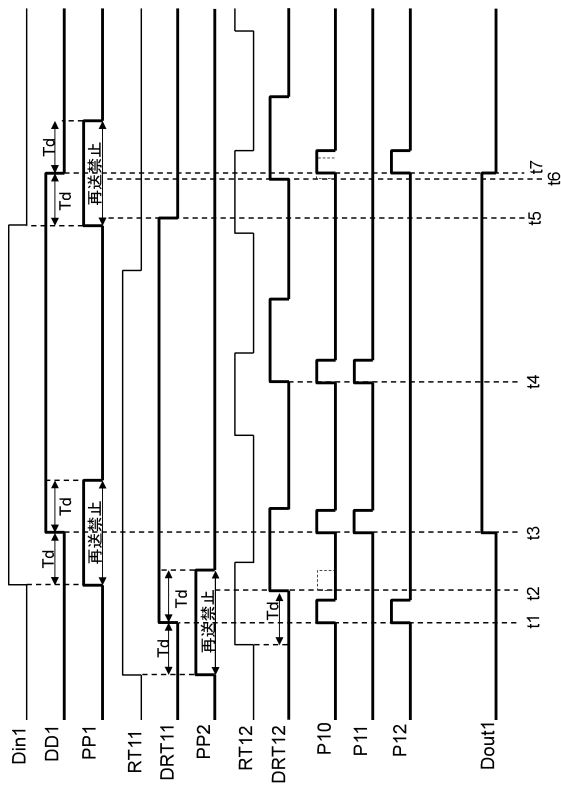 Din1
DD1
Td
Td
Td
Td
PP1
再送禁止
再送禁止
RT11
DRT11
Td
Td
PP2
再送禁止
RT12
DRT12
Td
P10
P11
P12
Dout1
t1
t2
t3
t4
t5
t6
t7